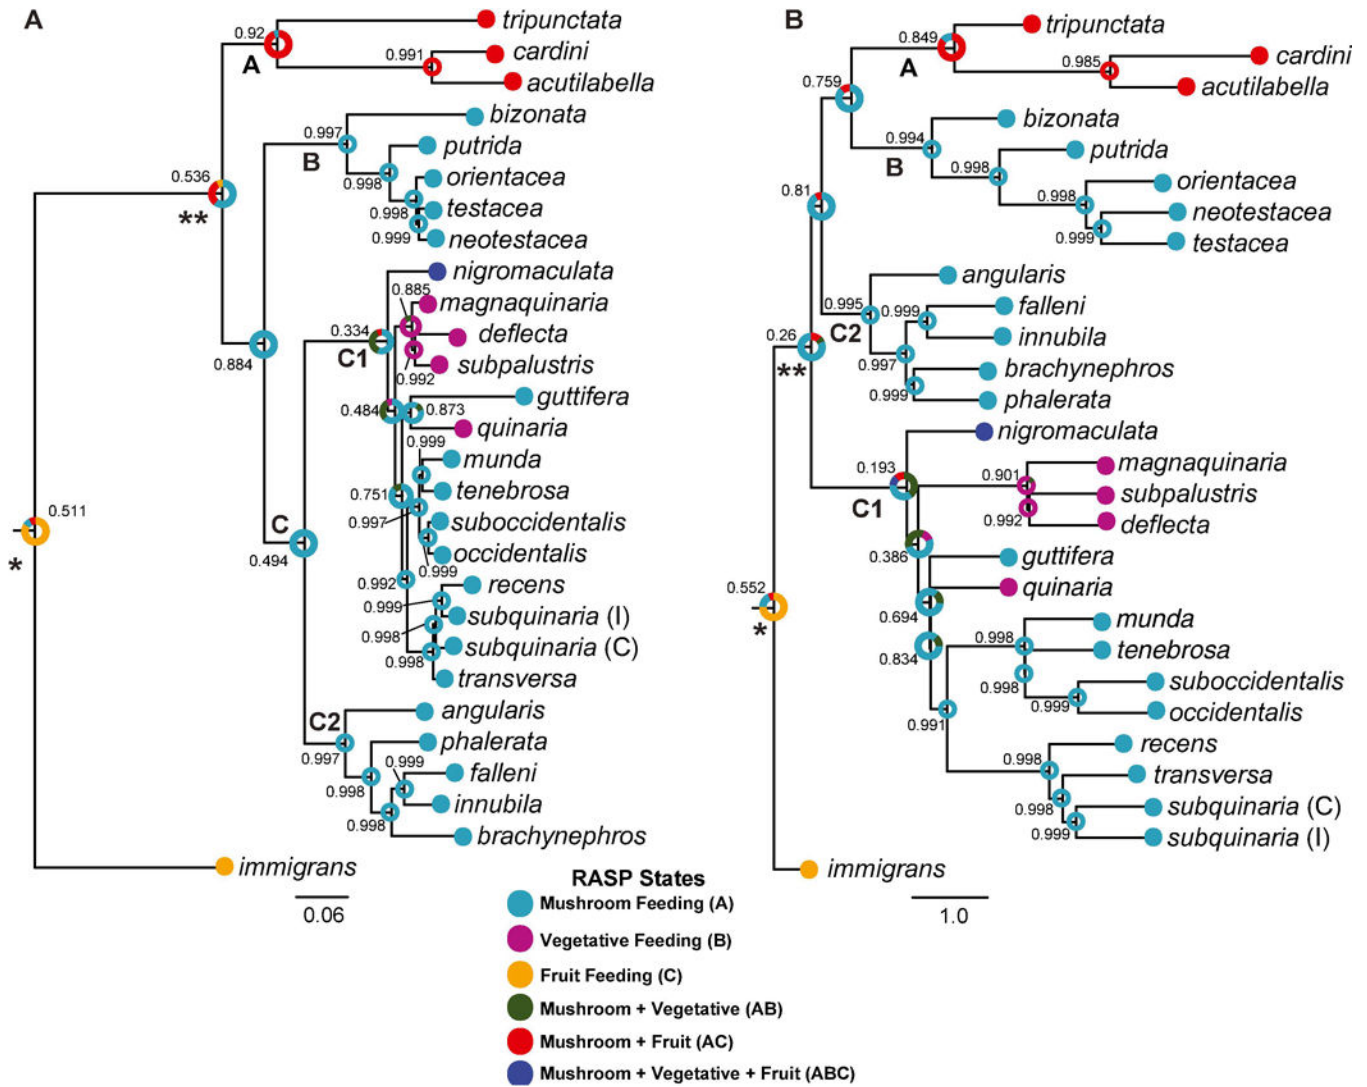 A
tripunctata
0.92
cardini
0.991
A
acutilabella
bizonata
0.997
putrida
B
0.998
orientacea
0.536
testacea
0.998
**
neotestacea
0.999
nigromaculata
0.885
magnaquinaria
0.334
deflecta
C1
subpalustris
0.884
0.992
guttifera
0.484
0.873
quinaria
0.999
munda
0.751
tenebrosa
0.997
suboccidentalis
0.511
C
occidentalis
0.494
0.999
*
0.992
recens
0.999
subquinaria (I)
0.998
subquinaria (C)
0.998
transversa
angularis
C2
0.997
phalerata
0.999
falleni
0.998
innubila
0.998
brachynephros
immigrans
0.06
B
tripunctata
0.849
cardini
0.985
A
acutilabella
0.759
bizonata
0.994
putrida
B
0.998
orientacea
0.81
0.998
neotestacea
0.999
testacea
angularis
0.995
falleni
0.999
C2
innubila
0.26
0.997
brachynephros
**
0.999
phalerata
nigromaculata
0.193
magnaquinaria
0.901
C1
subpalustris
0.992
deflecta
0.386
guttifera
0.552
quinaria
0.694
*
munda
0.998
0.834
tenebrosa
0.998
suboccidentalis
0.999
occidentalis
0.991
recens
0.998
transversa
0.998
subquinaria (C)
0.999
subquinaria (I)
immigrans
1.0
RASP States
Mushroom Feeding (A)
Vegetative Feeding (B)
Fruit Feeding (C)
Mushroom + Vegetative (AB)
Mushroom + Fruit (AC)
Mushroom + Vegetative + Fruit (ABC)